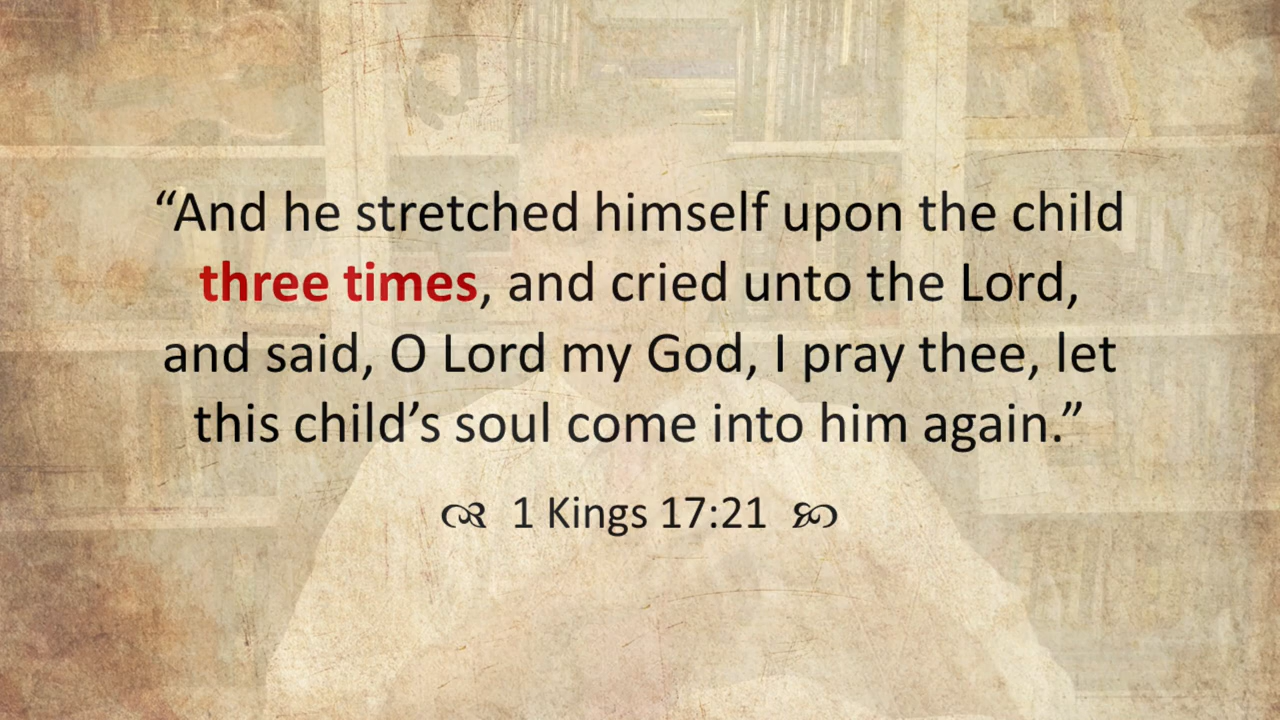 “And he stretched himself upon the child
three times, and cried unto the Lord,
and said, O Lord my God, I pray thee, let
this child’s soul come into him again.”
1 Kings 17:21